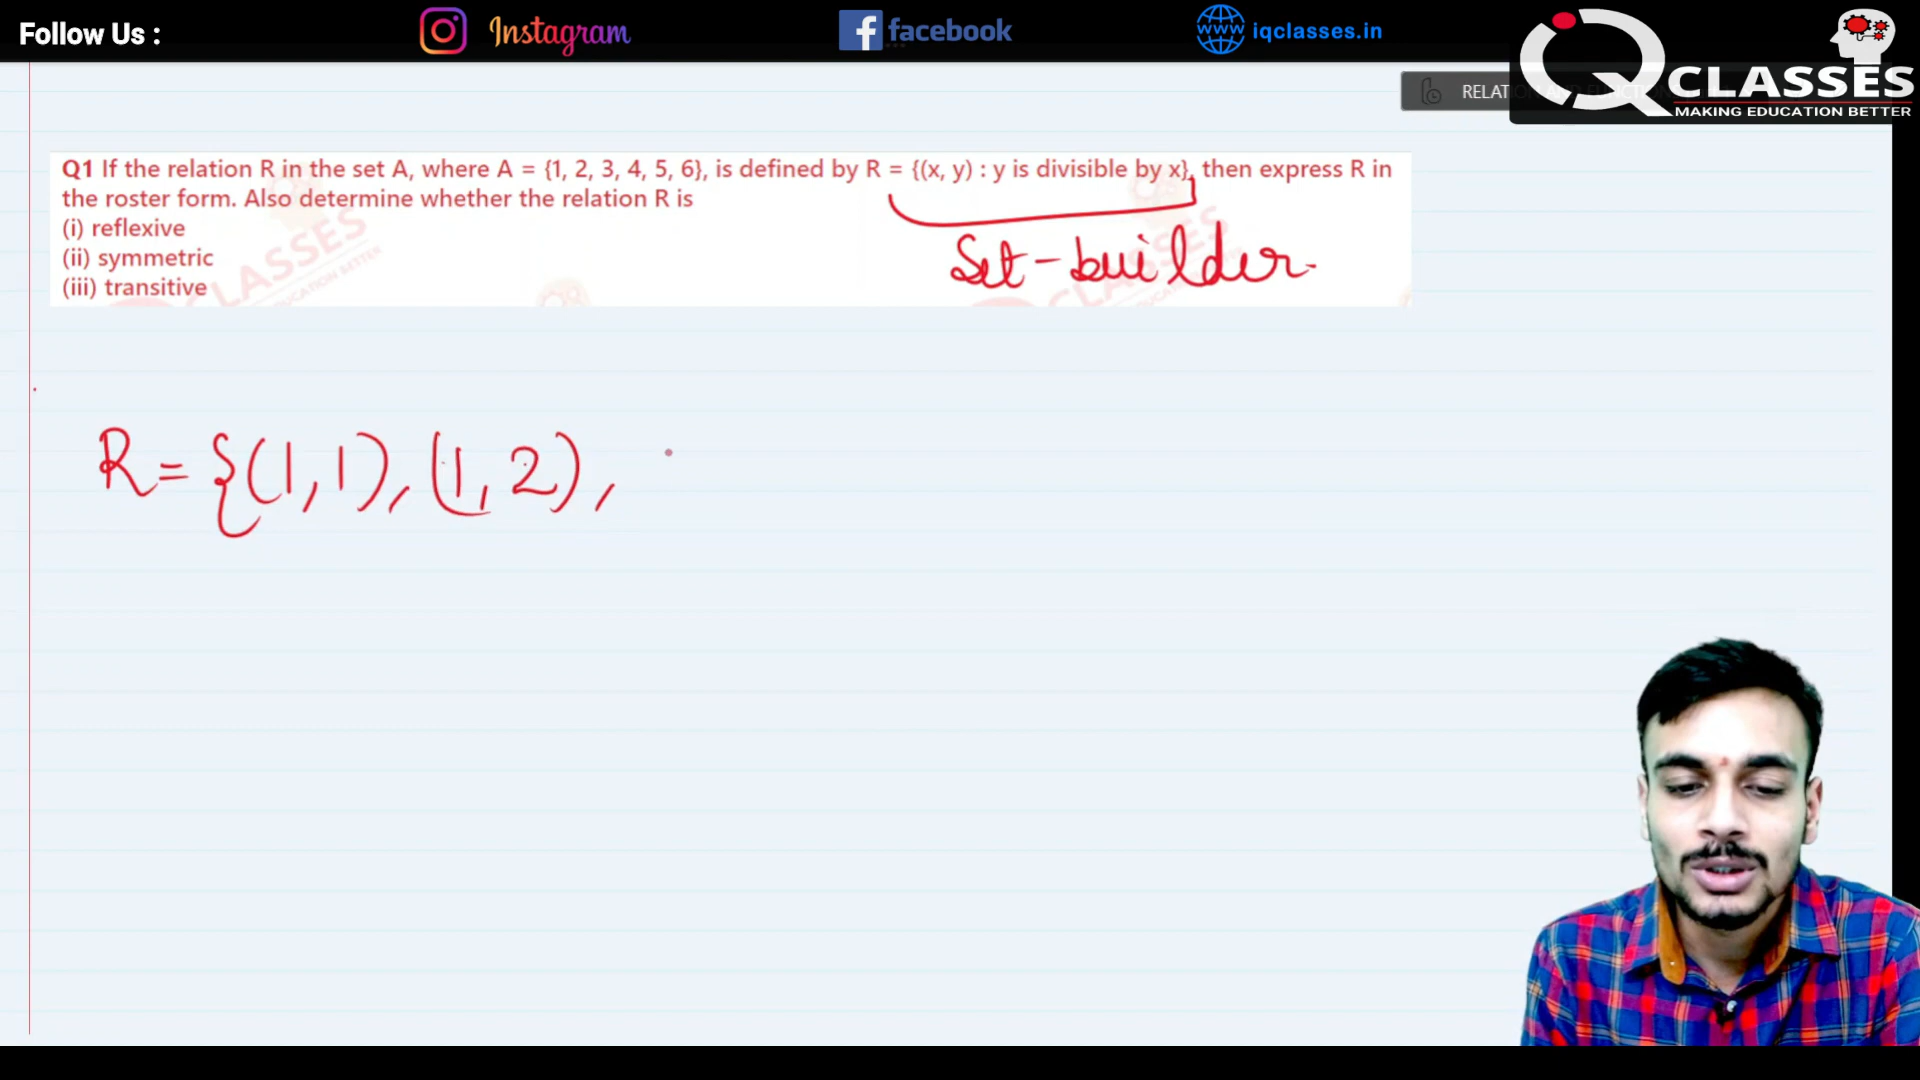 Follow Us :
Instagram
facebook
www iqclasses.in
RELAT
IQ CLASSES
MAKING EDUCATION BETTER
Q1 If the relation R in the set A, where A = {1, 2, 3, 4, 5, 6}, is defined by R = {(x, y) : y is divisible by x}, then express R in
the roster form. Also determine whether the relation R is
(i) reflexive
(ii) symmetric
(iii) transitive
Set-builder
R = {(1,1), (1,2),